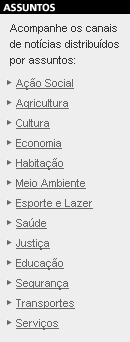 ASSUNTOS
Acompanhe os canais
de notícias distribuídos
por assuntos:
Ação Social
Agricultura
Cultura
Economia
Habitação
Meio Ambiente
Esporte e Lazer
Saúde
Justiça
Educação
Segurança
Transportes
Serviços